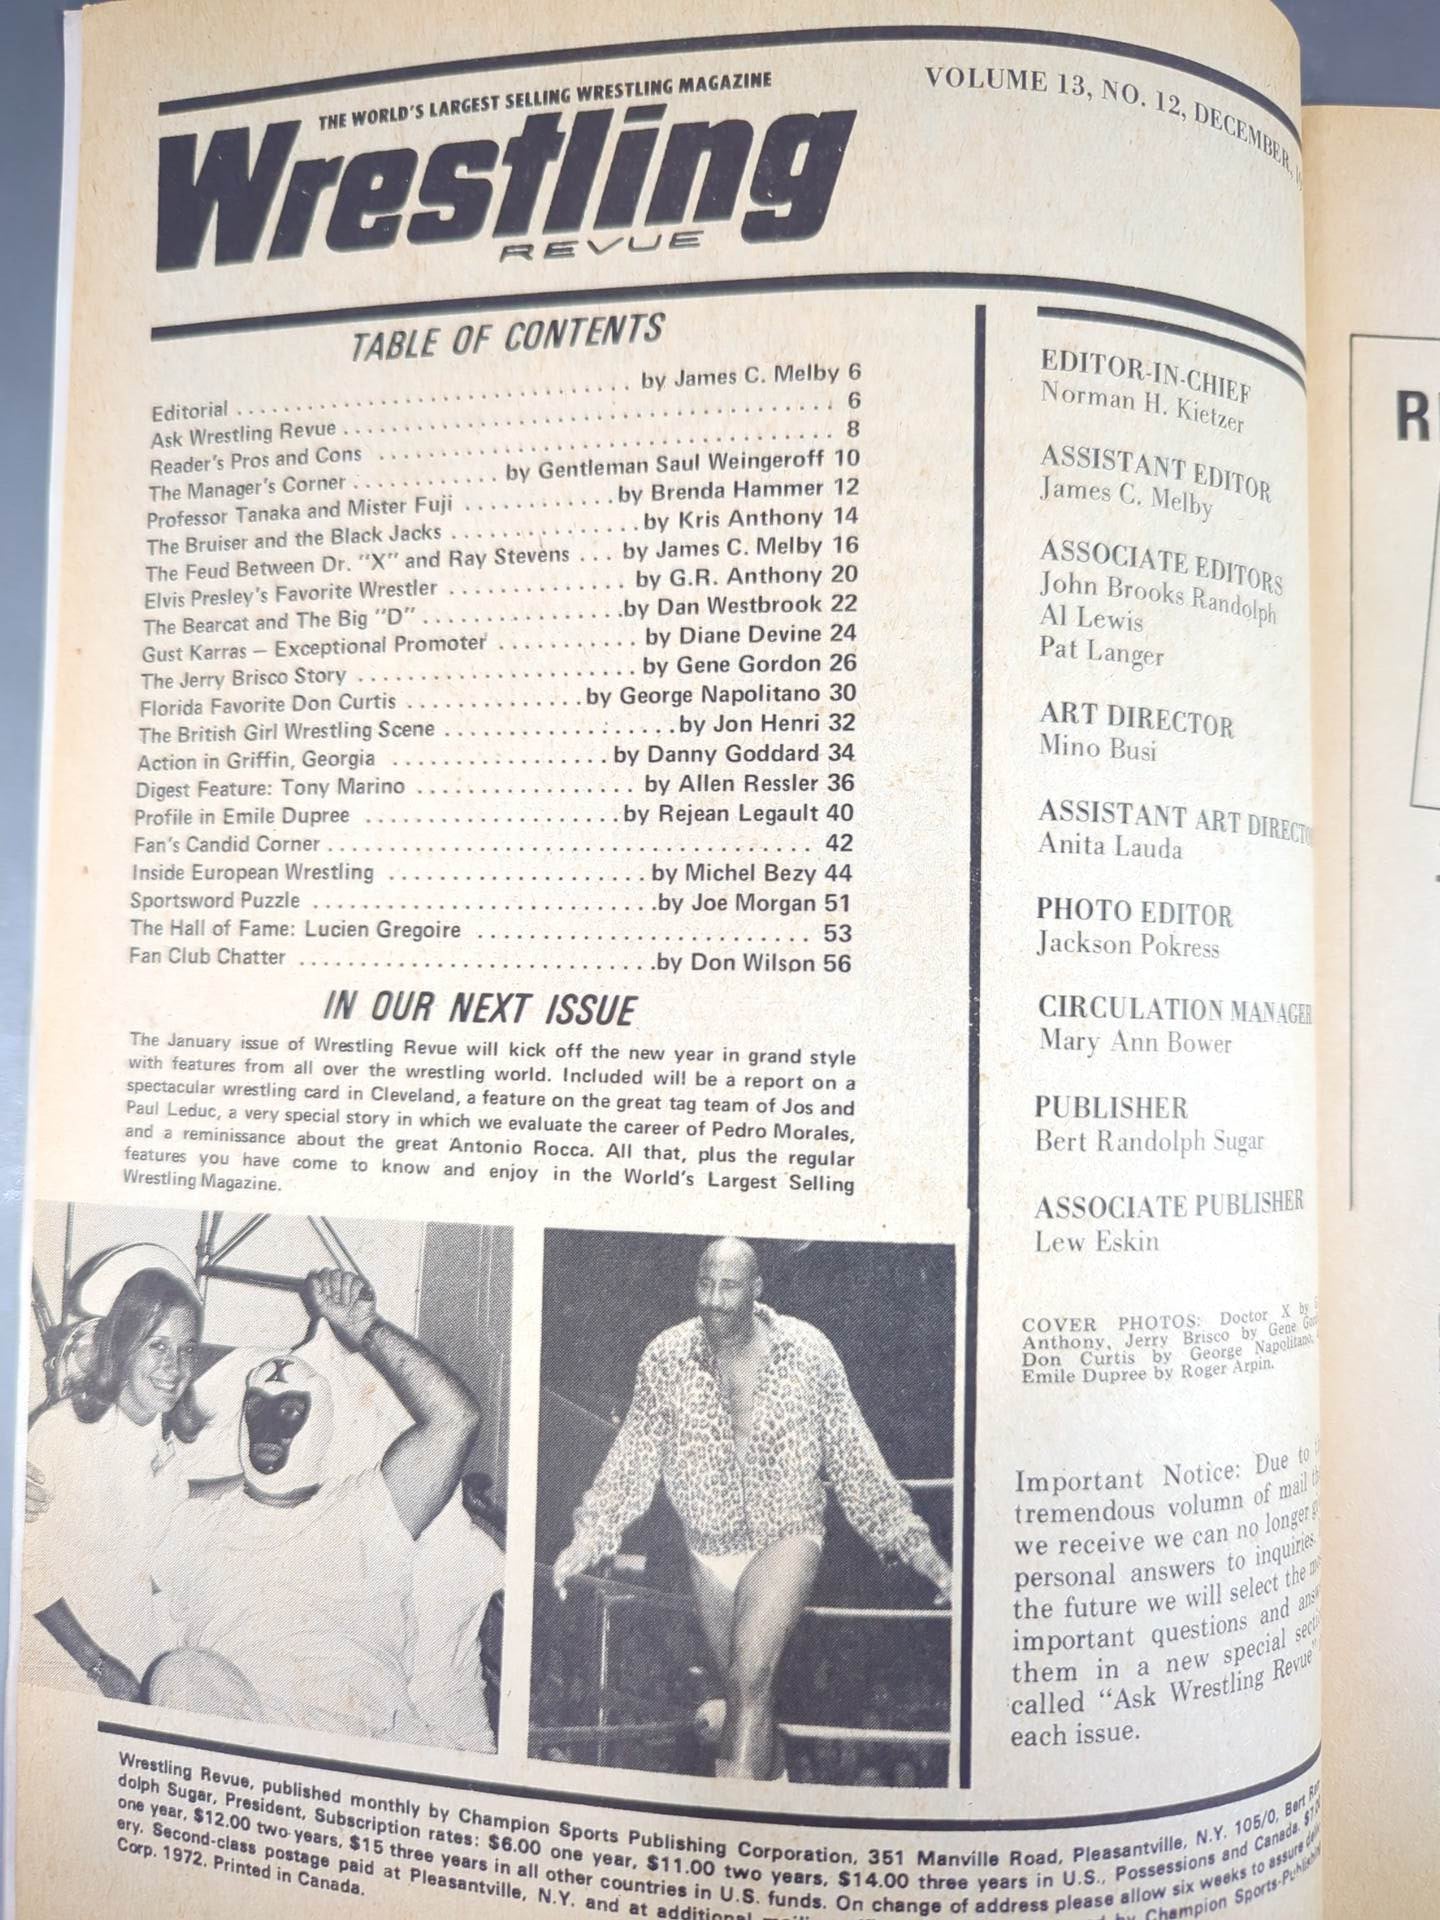 THE WORLD'S LARGEST SELLING WRESTLING MAGAZINE
Wrestling
REVUE
VOLUME 13, NO. 12, DECEMBER,
TABLE OF CONTENTS
Editorial . . . . . . . . . . by James C. Melby 6
Ask Wrestling Revue . . . . . . . . . . 6
Reader's Pros and Cons . . . . . . . . . . 8
The Manager's Corner . . . . . . . . . . by Gentleman Saul Weingeroff 10
Professor Tanaka and Mister Fuji . . . . . . . . . . by Brenda Hammer 12
The Bruiser and the Black Jacks . . . . . . . . . . by Kris Anthony 14
The Feud Between Dr. "X" and Ray Stevens . . . by James C. Melby 16
Elvis Presley's Favorite Wrestler . . . . . . . . . . by G.R. Anthony 20
The Bearcat and The Big "D" . . . . . . . . . . by Dan Westbrook 22
Gust Karras — Exceptional Promoter . . . . . . . . . . by Diane Devine 24
The Jerry Brisco Story . . . . . . . . . . by Gene Gordon 26
Florida Favorite Don Curtis . . . . . . . . . . by George Napolitano 30
The British Girl Wrestling Scene . . . . . . . . . . by Jon Henri 32
Action in Griffin, Georgia . . . . . . . . . . by Danny Goddard 34
Digest Feature: Tony Marino . . . . . . . . . . by Allen Ressler 36
Profile in Emile Dupree . . . . . . . . . . by Rejean Legault 40
Fan's Candid Corner . . . . . . . . . . 42
Inside European Wrestling . . . . . . . . . . by Michel Bezy 44
Sportsword Puzzle . . . . . . . . . . by Joe Morgan 51
The Hall of Fame: Lucien Gregoire . . . . . . . . . . 53
Fan Club Chatter . . . . . . . . . . by Don Wilson 56
IN OUR NEXT ISSUE
The January issue of Wrestling Revue will kick off the new year in grand style
with features from all over the wrestling world. Included will be a report on a
spectacular wrestling card in Cleveland, a feature on the great tag team of Jos and
Paul Leduc, a very special story in which we evaluate the career of Pedro Morales,
and a reminissance about the great Antonio Rocca. All that, plus the regular
features you have come to know and enjoy in the World's Largest Selling
Wrestling Magazine.
EDITOR-IN-CHIEF
Norman H. Kietzer
ASSISTANT EDITOR
James C. Melby
ASSOCIATE EDITORS
John Brooks Randolph
Al Lewis
Pat Langer
ART DIRECTOR
Mino Busi
ASSISTANT ART DIRECTO
Anita Lauda
PHOTO EDITOR
Jackson Pokress
CIRCULATION MANAGER
Mary Ann Bower
PUBLISHER
Bert Randolph Sugar
ASSOCIATE PUBLISHER
Lew Eskin
COVER PHOTOS: Doctor X by
Anthony, Jerry Brisco by Gene
Don Curtis by George Napolitano,
Emile Dupree by Roger Arpin.
Important Notice: Due to
tremendous volumn of mail
we receive we can no longer
personal answers to inquiries.
the future we will select the
important questions and
them in a new special
called "Ask Wrestling Revue"
each issue.
X
Wrestling Revue, published monthly by Champion Sports Publishing Corporation, 351 Manville Road, Pleasantville, N.Y. 105/0, Bert Ran
dolph Sugar, President, Subscription rates: $6.00 one year, $11.00 two years, $14.00 three years in U.S., Possessions and Canada.
one year, $12.00 two years, $15 three years in all other countries in U.S. funds. On change of address please allow six weeks to assure
ery. Second-class postage paid at Pleasantville, N.Y. and at additional by Champion Sports Publishing
Corp. 1972. Printed in Canada.
R